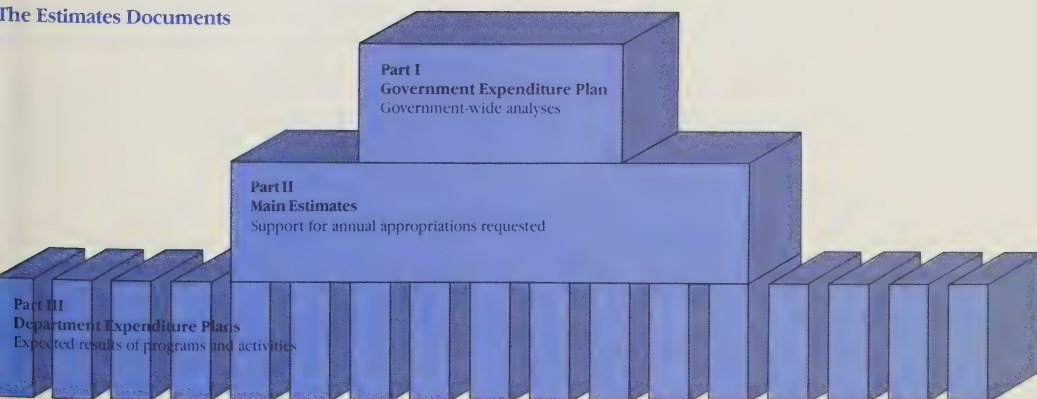 The Estimates Documents
Part I
Government Expenditure Plan
Government-wide analyses
Part II
Main Estimates
Support for annual appropriations requested
Part III
Department Expenditure Plans
Expected results of programs and activities